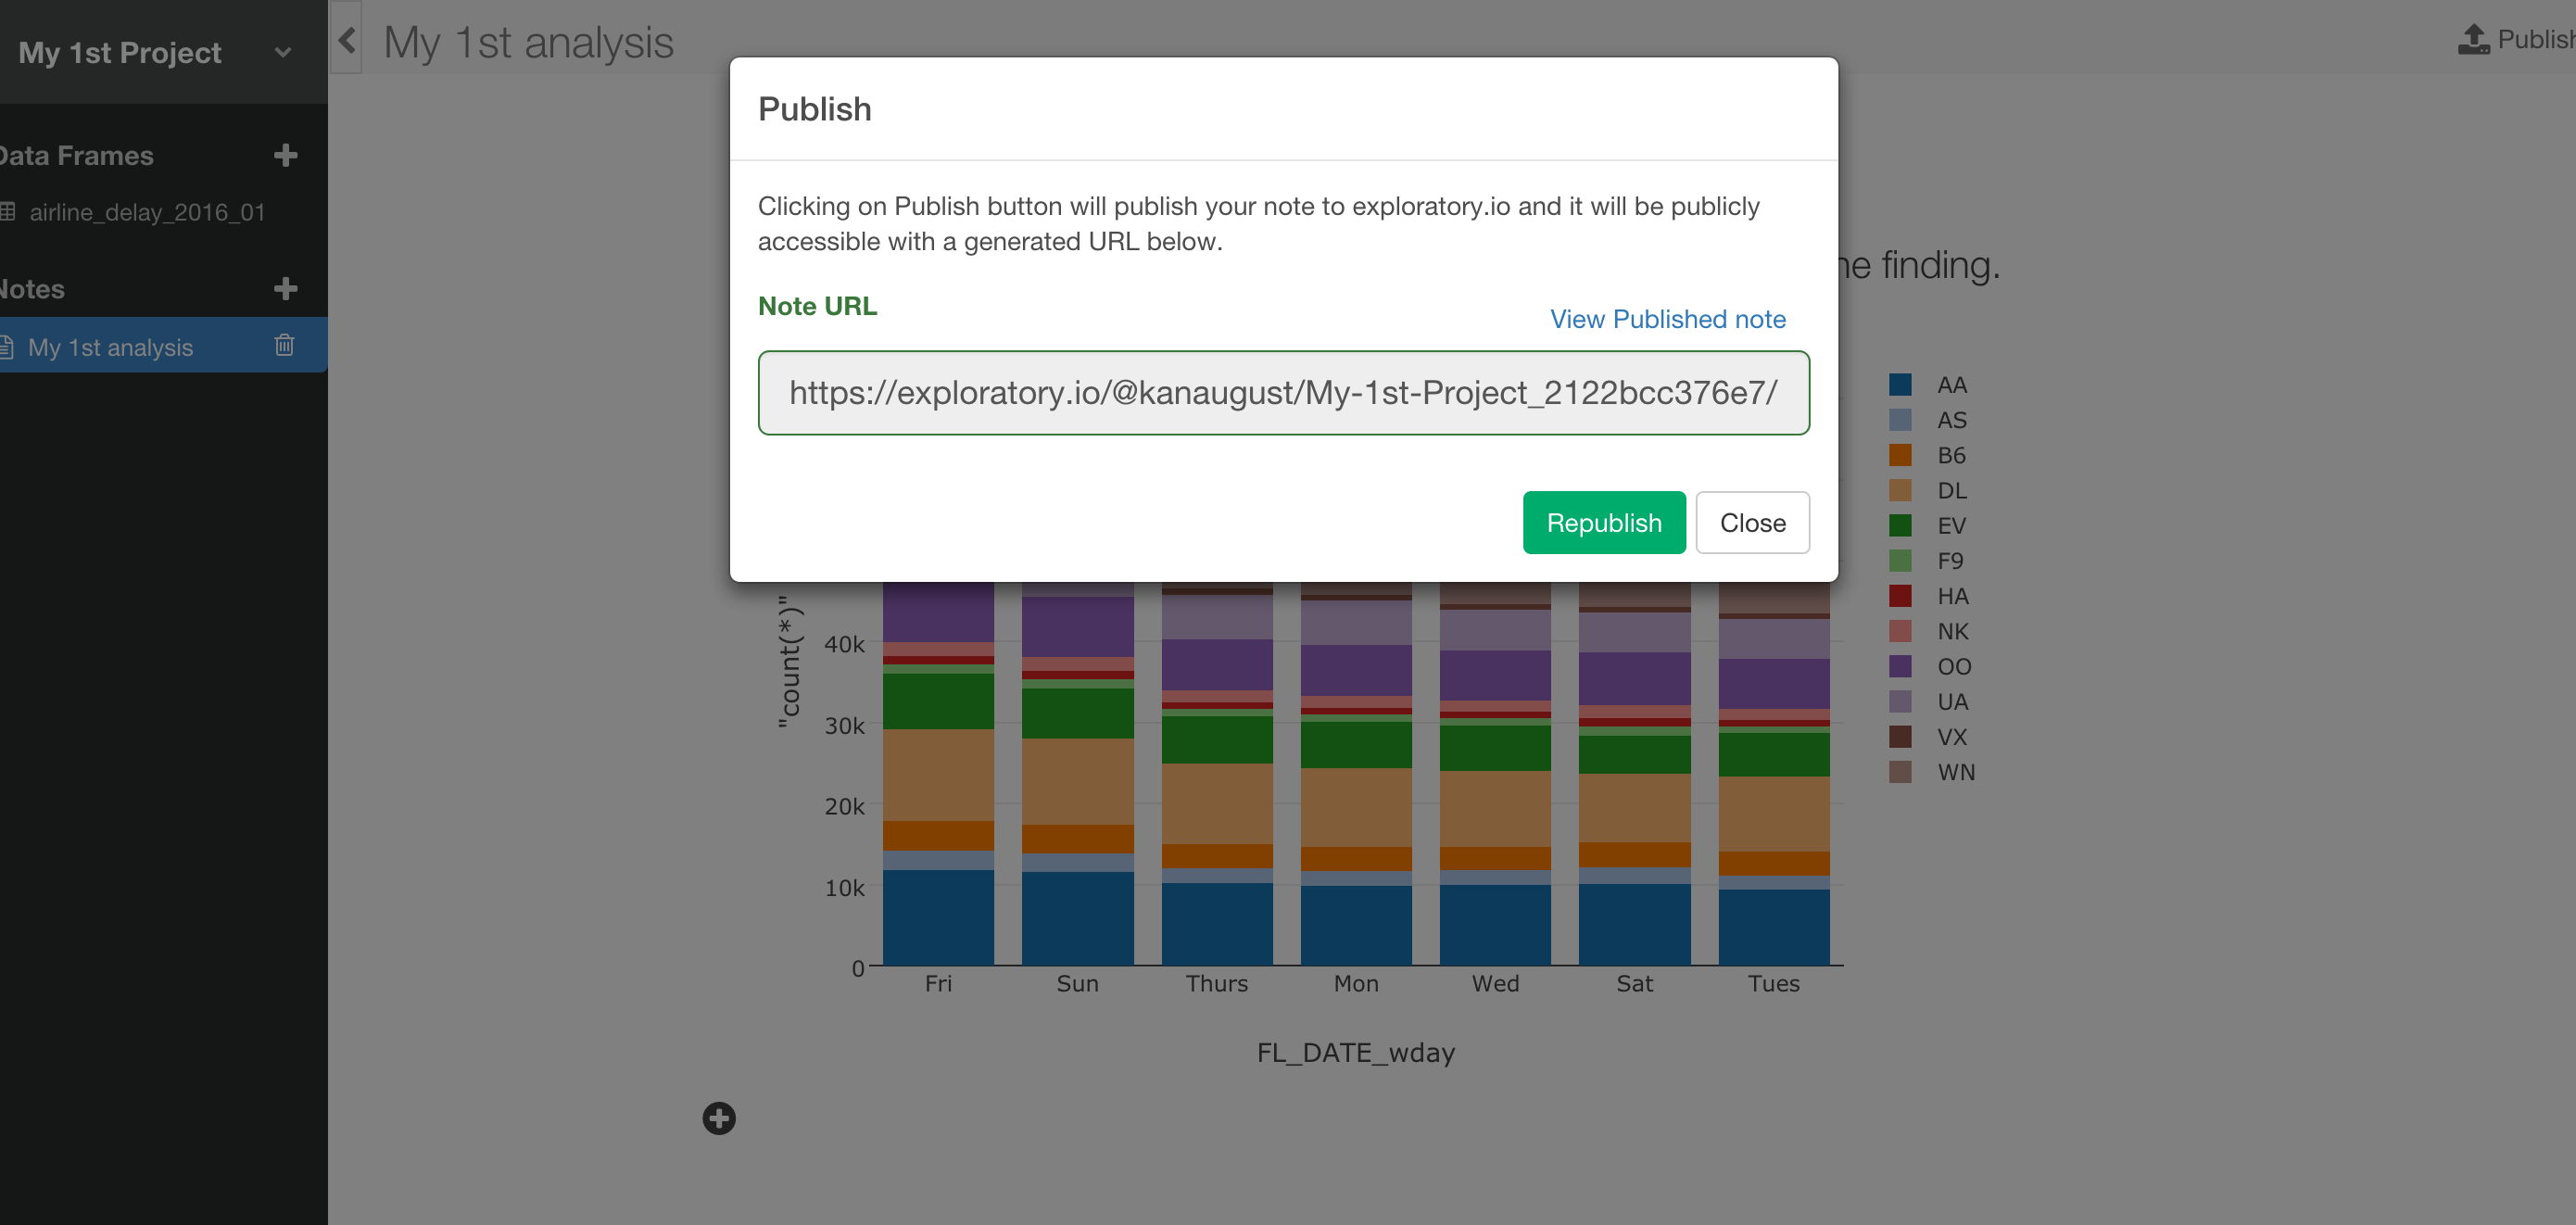 My 1st Project
My 1st analysis
Publish
Data Frames
airline_delay_2016_01
Notes
My 1st analysis
Publish
Clicking on Publish button will publish your note to exploratory.io and it will be publicly
accessible with a generated URL below.
Note URL
View Published note
https://exploratory.io/@kanaugust/My-1st-Project_2122bcc376e7/
Republish
Close
finding.
AA
AS
B6
DL
EV
F9
HA
NK
OO
UA
VX
WN
"count(*)"
40k
30k
20k
10k
0
Fri Sun Thurs Mon Wed Sat Tues
FL_DATE_wday